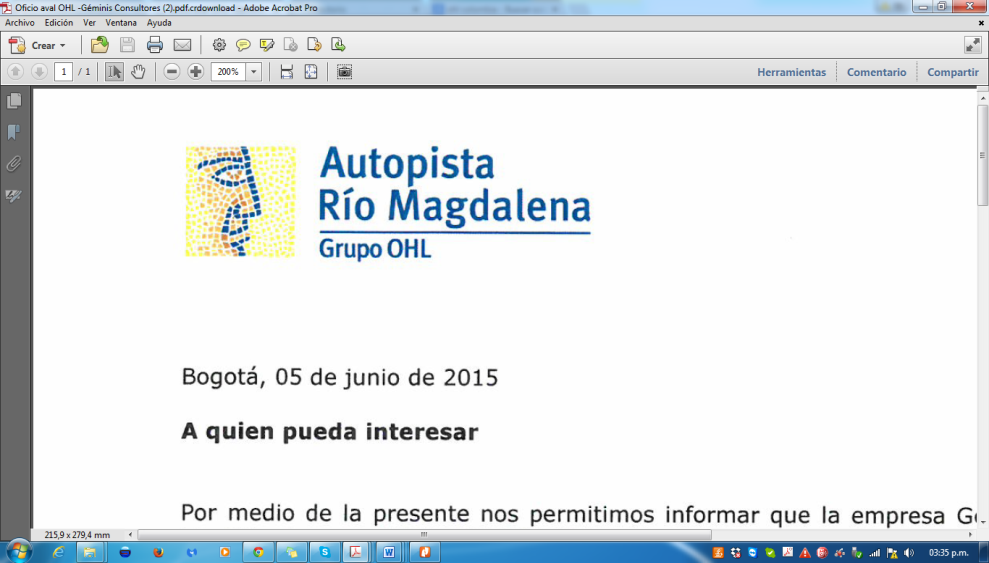 Oficio aval OHL -Géminis Consultores (2).pdf.crdownload - Adobe Acrobat Pro
Archivo Edición Ver Ventana Ayuda
Crear
1 / 1 200% Herramientas Comentario Compartir
Autopista
Río Magdalena
Grupo OHL
Bogotá, 05 de junio de 2015
A quien pueda interesar
Por medio de la presente nos permitimos informar que la empresa
215,9 x 279,4 mm
03:35 p.m.